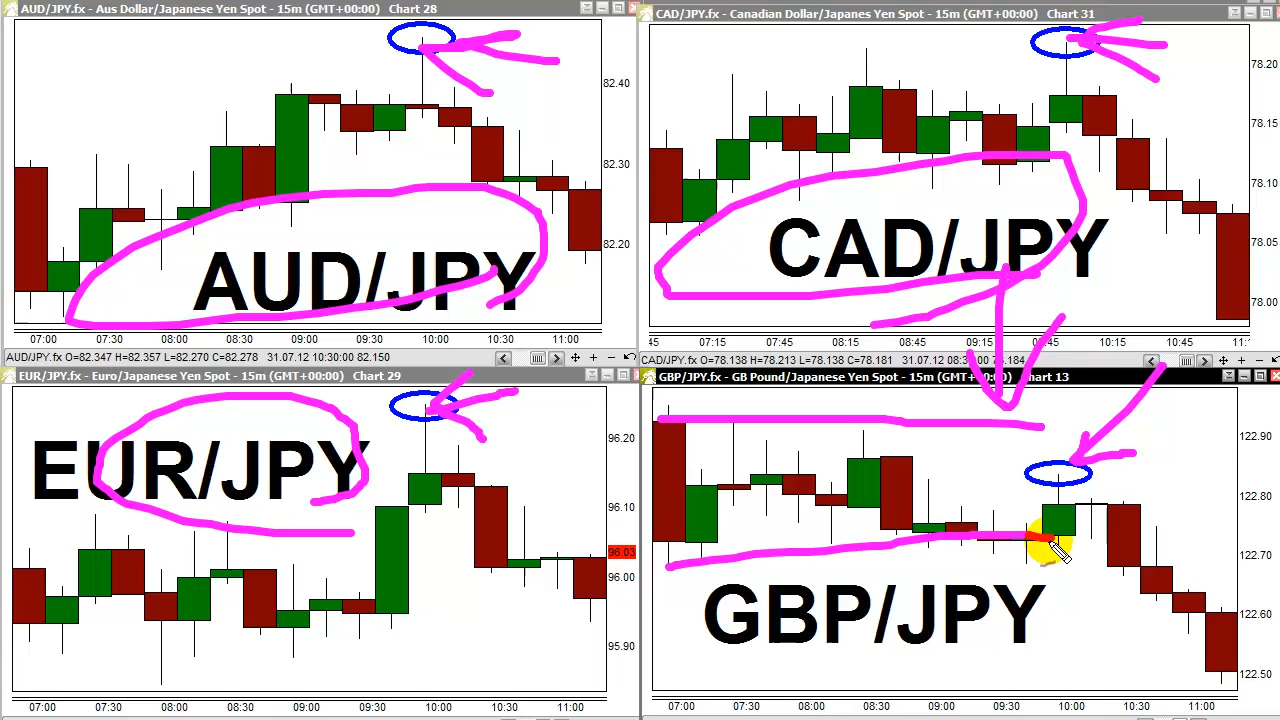 AUD/JPY.fx - Aus Dollar/Japanese Yen Spot - 15m (GMT+00:00) Chart 28
82.40
82.30
82.20
AUD/JPY
07:00 07:30 08:00 08:30 09:00 09:30 10:00 10:30 11:00
AUD/JPY.fx O=82.347 H=82.357 L=82.270 C=82.278 31.07.12 10:30:00 82.150
CAD/JPY.fx - Canadian Dollar/Japanes Yen Spot - 15m (GMT+00:00) Chart 31
78.20
78.15
78.10
78.05
78.00
CAD/JPY
:45 07:15 07:45 08:15 08:45 09:15 09:45 10:15 10:45
CAD/JPY.fx O=78.138 H=78.213 L=78.138 C=78.181 31.07.12
EUR/JPY.fx - Euro/Japanese Yen Spot - 15m (GMT+00:00) Chart 29
EUR/JPY
96.20
96.10
96.03
96.00
95.90
07:00 07:30 08:00 08:30 09:00 09:30 10:00 10:30 11:00
GBP/JPY.fx - GB Pound/Japanese Yen Spot - 15m (GMT+00:00) Chart 13
122.90
122.80
122.70
122.60
122.50
GBP/JPY
07:00 07:30 08:00 08:30 09:00 09:30 10:00 10:30 11:00